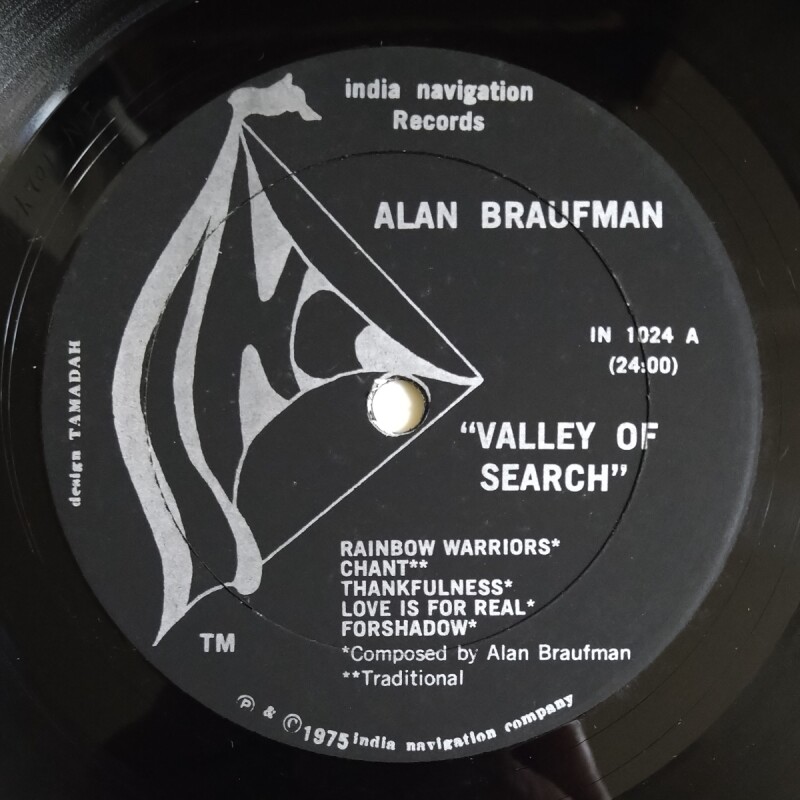 india navigation
Records
ALAN BRAUFMAN
IN 1024 A
(24:00)
"VALLEY OF
SEARCH"
RAINBOW WARRIORS*
CHANT**
THANKFULNESS*
LOVE IS FOR REAL*
FORSHADOW*
*Composed by Alan Braufman
**Traditional
TM
design TAMADAH
℗ & © 1975 india navigation company